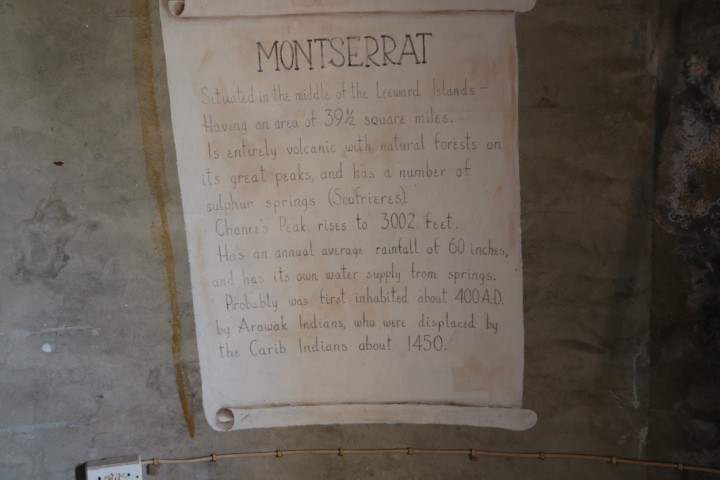 MONTSERRAT
Situated in the middle of the Leeward Islands –
Having an area of 39½ square miles.
Is entirely volcanic with natural forests on
its great peaks, and has a number of
sulphur springs (Soufrieres)
Chance's Peak rises to 3002 feet.
Has an annual average rainfall of 60 inches,
and has its own water supply from springs.
Probably was first inhabited about 400 A.D.
by Arawak Indians, who were displaced by
the Carib Indians about 1450.